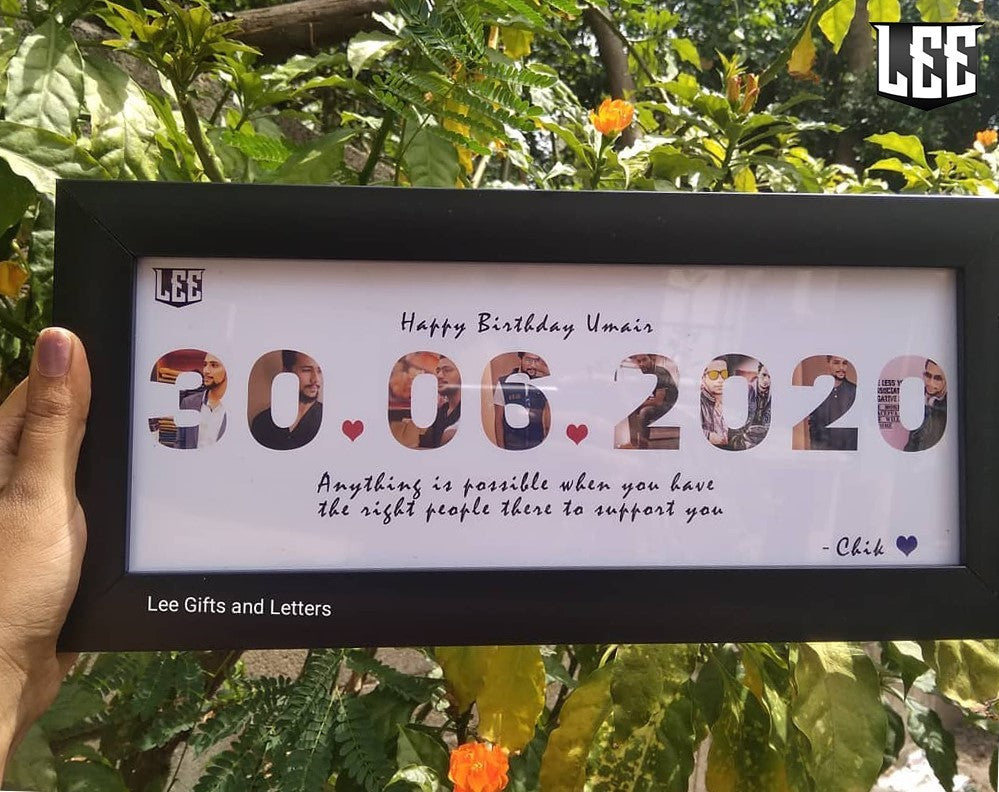 LEE
LEE
Happy Birthday Umair
30.06.2020
Anything is possible when you have
the right people there to support you
- Chik
Lee Gifts and Letters